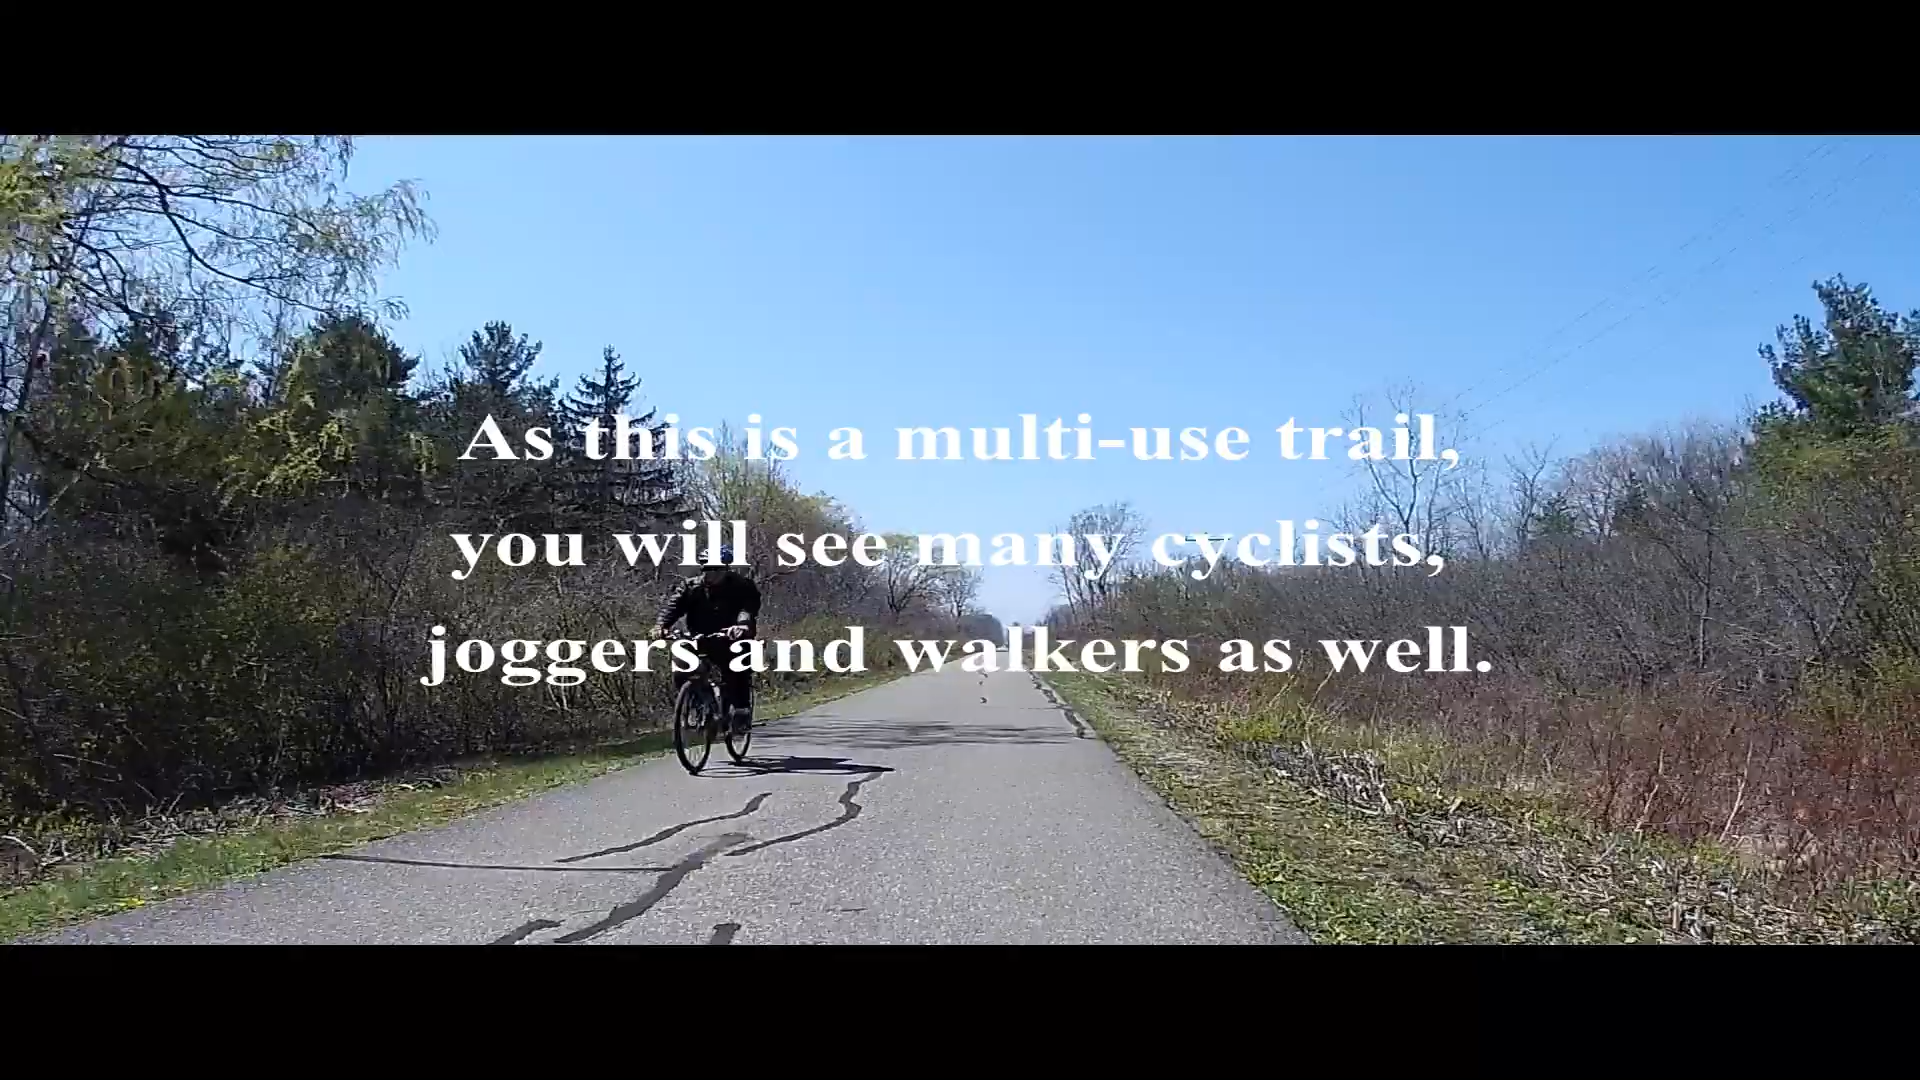 As this is a multi-use trail,
you will see many cyclists,
joggers and walkers as well.